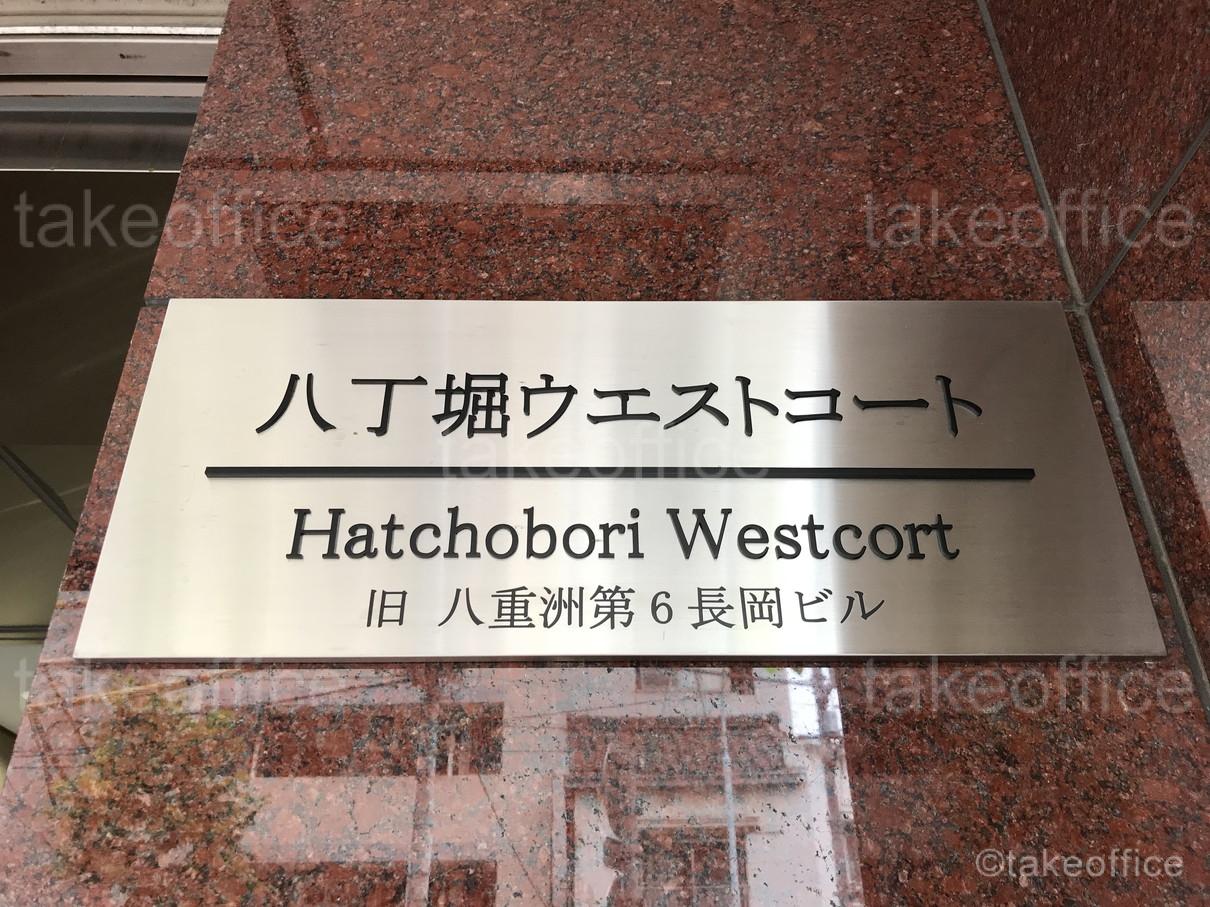 takeoffice takeoffice
八丁堀ウエストコート
takeoffice
Hatchobori Westcort
旧 八重洲第6長岡ビル
takeoffice takeoffice
©takeoffice